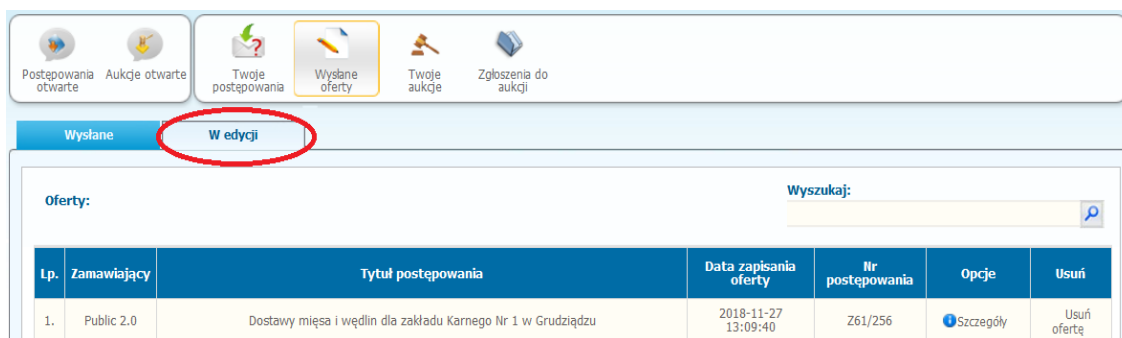 Postępowania otwarte
Aukcje otwarte
Twoje postępowania
Wysłane oferty
Twoje aukcje
Zgłoszenia do aukcji
Wysłane
W edycji
Oferty:
Wyszukaj:
Lp. Zamawiający Tytuł postępowania Data zapisania oferty Nr postępowania Opcje Usuń
1. Public 2.0 Dostawy mięsa i wędlin dla zakładu Karnego Nr 1 w Grudziądzu 2018-11-27 13:09:40 Z61/256 Szczegóły Usuń ofertę